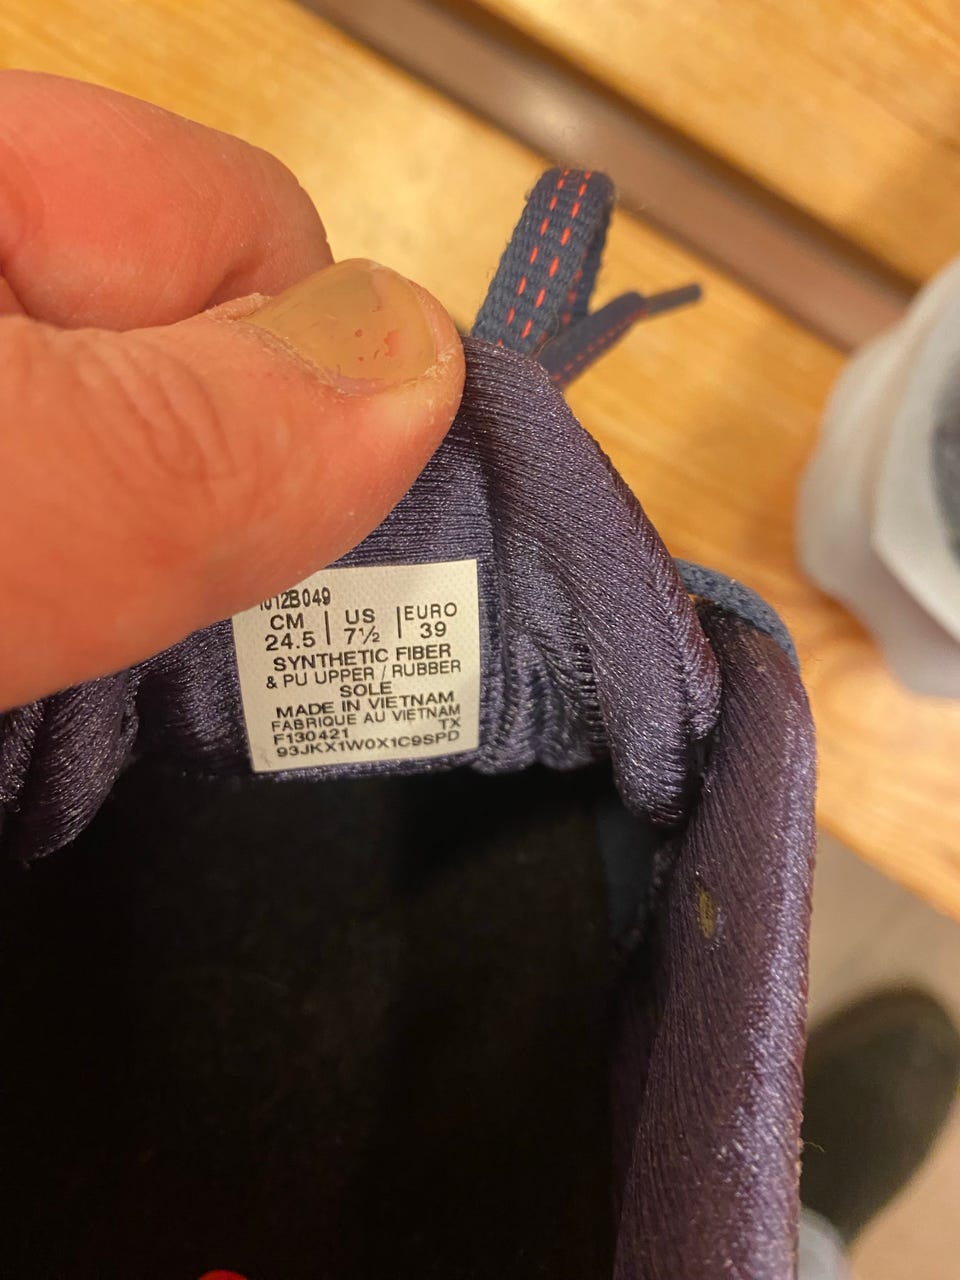 1012B049
CM | US | EURO
24.5 | 7½ | 39
SYNTHETIC FIBER
& PU UPPER / RUBBER
SOLE
MADE IN VIETNAM
FABRIQUE AU VIETNAM
F130421 TX
93JKX1W0X1C9SPD